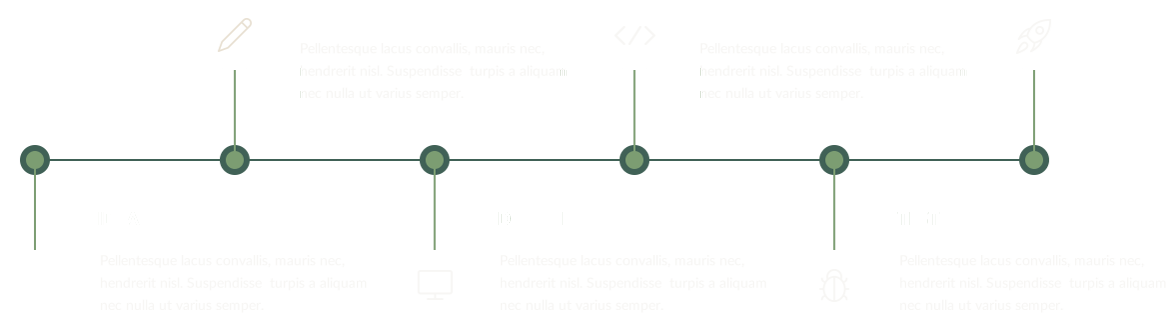 Pellentesque lacus convallis, mauris nec,
hendrerit nisl. Suspendisse turpis a aliquam
nec nulla ut varius semper.
Pellentesque lacus convallis, mauris nec,
hendrerit nisl. Suspendisse turpis a aliquam
nec nulla ut varius semper.
Pellentesque lacus convallis, mauris nec,
hendrerit nisl. Suspendisse turpis a aliquam
nec nulla ut varius semper.
Pellentesque lacus convallis, mauris nec,
hendrerit nisl. Suspendisse turpis a aliquam
nec nulla ut varius semper.
Pellentesque lacus convallis, mauris nec,
hendrerit nisl. Suspendisse turpis a aliquam
nec nulla ut varius semper.